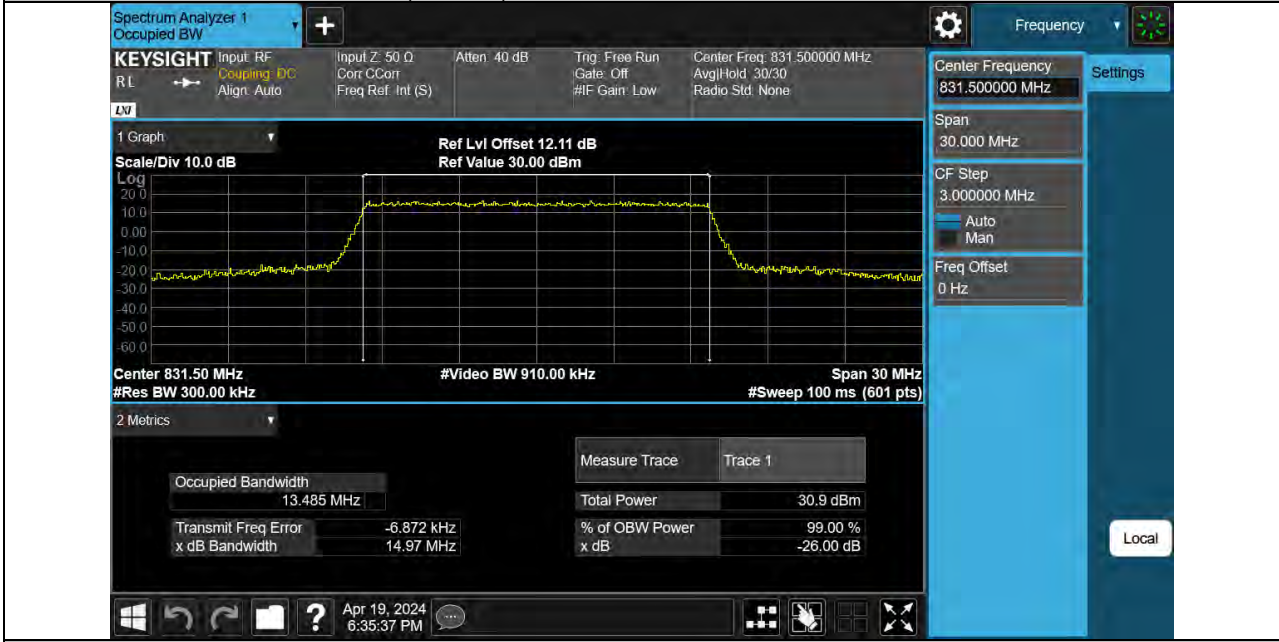 Spectrum Analyzer 1
Occupied BW
+
Frequency
KEYSIGHT
R L
LXI
Input: RF
Coupling: DC
Align: Auto
Input Z: 50 Ω
Corr CCorr
Freq Ref: Int (S)
Atten: 40 dB
Trig: Free Run
Gate: Off
#IF Gain: Low
Center Freq: 831.500000 MHz
Avg|Hold: 30/30
Radio Std: None
Center Frequency
831.500000 MHz
Settings
Span
30.000 MHz
CF Step
3.000000 MHz
Auto
Man
Freq Offset
0 Hz
1 Graph
Scale/Div 10.0 dB
Ref Lvl Offset 12.11 dB
Ref Value 30.00 dBm
Log
20.0
10.0
0.00
-10.0
-20.0
-30.0
-40.0
-50.0
-60.0
Center 831.50 MHz
#Video BW 910.00 kHz
Span 30 MHz
#Res BW 300.00 kHz
#Sweep 100 ms (601 pts)
2 Metrics
Measure Trace Trace 1
Occupied Bandwidth
13.485 MHz
Total Power 30.9 dBm
Transmit Freq Error -6.872 kHz
% of OBW Power 99.00 %
x dB Bandwidth 14.97 MHz
x dB -26.00 dB
Local
?
Apr 19, 2024
6:35:37 PM